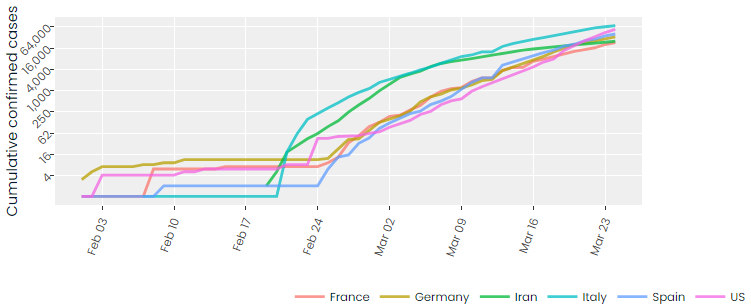 Cumulative confirmed cases
64,000
16,000
4,000
1,000
250
62
16
4
Feb 03
Feb 10
Feb 17
Feb 24
Mar 02
Mar 09
Mar 16
Mar 23
France Germany Iran Italy Spain US